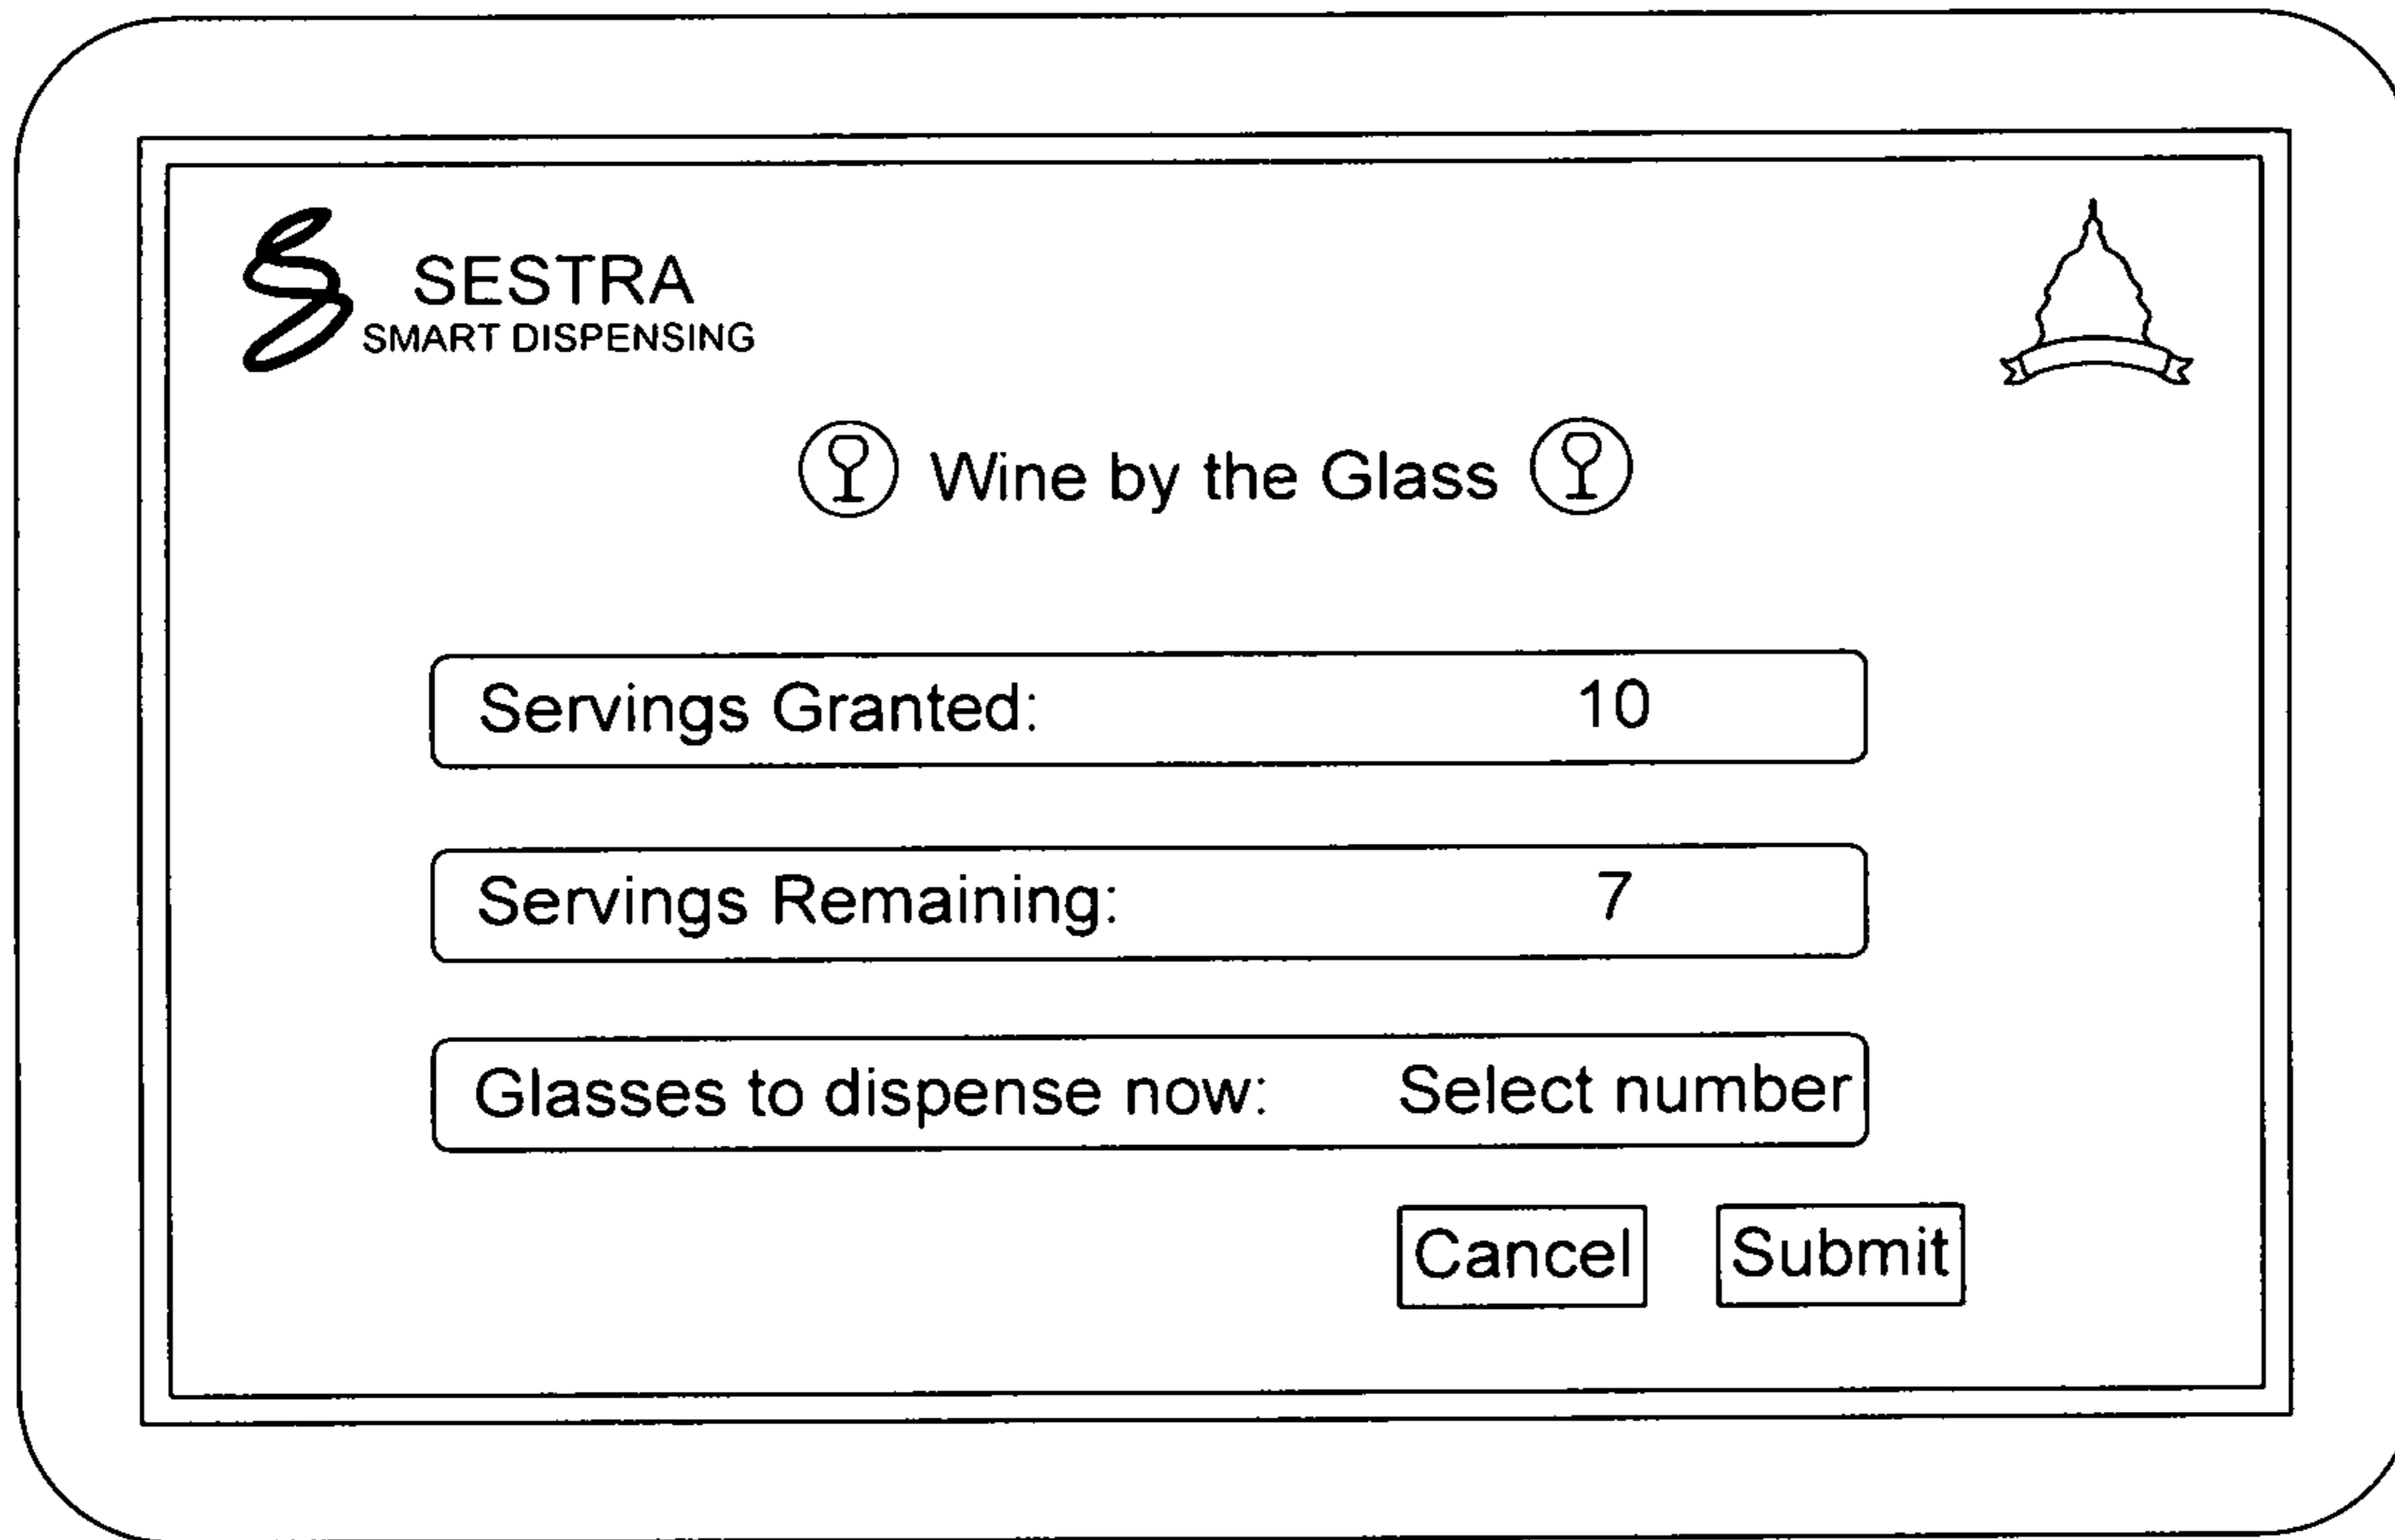 SESTRA
SMART DISPENSING
Wine by the Glass
Servings Granted: 10
Servings Remaining: 7
Glasses to dispense now: Select number
Cancel Submit